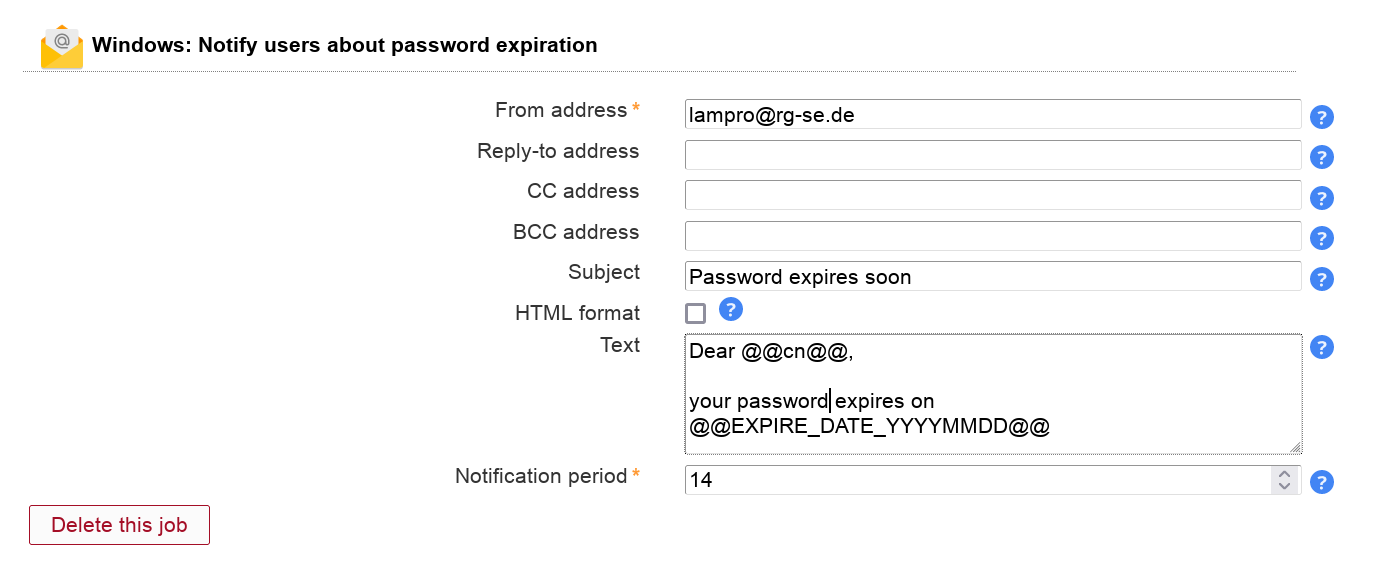 @ Windows: Notify users about password expiration
From address * lampro@rg-se.de ?
Reply-to address ?
CC address ?
BCC address ?
Subject Password expires soon ?
HTML format ?
Text Dear @@cn@@, ?
your password expires on
@@EXPIRE_DATE_YYYYMMDD@@
Notification period * 14 ?
Delete this job